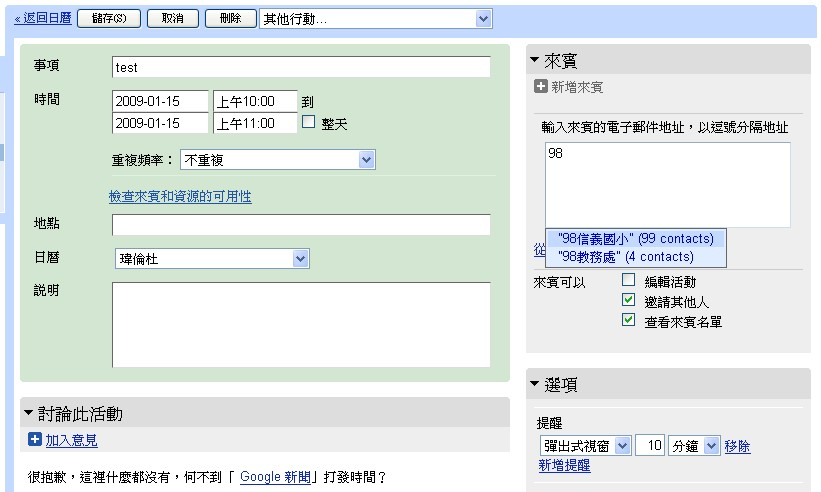 « 返回日曆 儲存(S) 取消 刪除 其他行動...
事項 test
時間 2009-01-15 上午10:00 到
2009-01-15 上午11:00 整天
重複頻率： 不重複
檢查來賓和資源的可用性
地點
日曆 瑋倫杜
說明
討論此活動
加入意見
很抱歉，這裡什麼都沒有，何不到「 Google 新聞」打發時間？
來賓
新增來賓
輸入來賓的電子郵件地址，以逗號分隔地址
98
"98信義國小" (99 contacts)
從 "98教務處" (4 contacts)
來賓可以 編輯活動
邀請其他人
查看來賓名單
選項
提醒
彈出式視窗 10 分鐘 移除
新增提醒